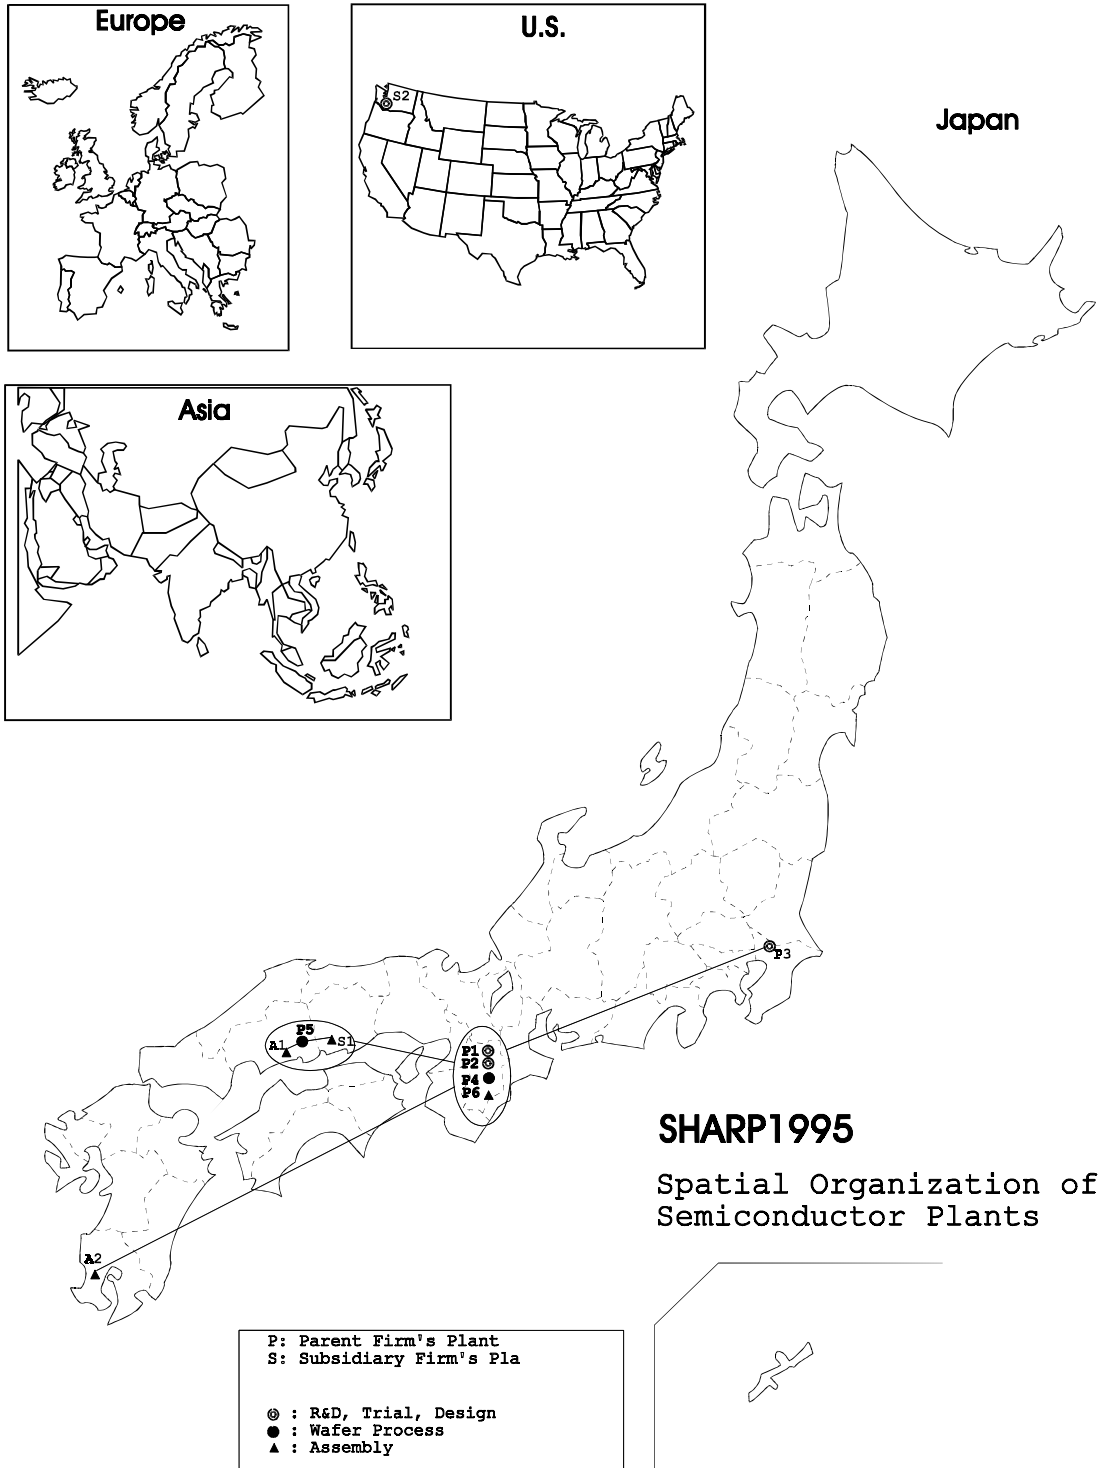 Europe
U.S.
S2
Japan
Asia
P3
P5
A1
S1
P1
P2
P4
P6
A2
SHARP1995
Spatial Organization of
Semiconductor Plants
P: Parent Firm's Plant
S: Subsidiary Firm's Pla
: R&D, Trial, Design
: Wafer Process
: Assembly